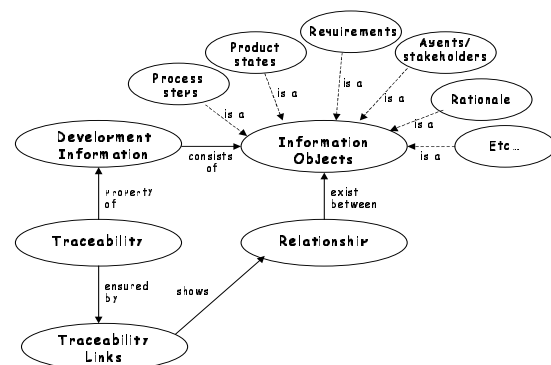 Requirements
Product
states
Agents/
stakeholders
Process
steps
is a
is a
is a
is a
Rationale
is a
Development
Information
consists
of
Information
Objects
is a
Etc...
Property
of
exist
between
Traceability
Relationship
ensured
by
shows
Traceability
Links